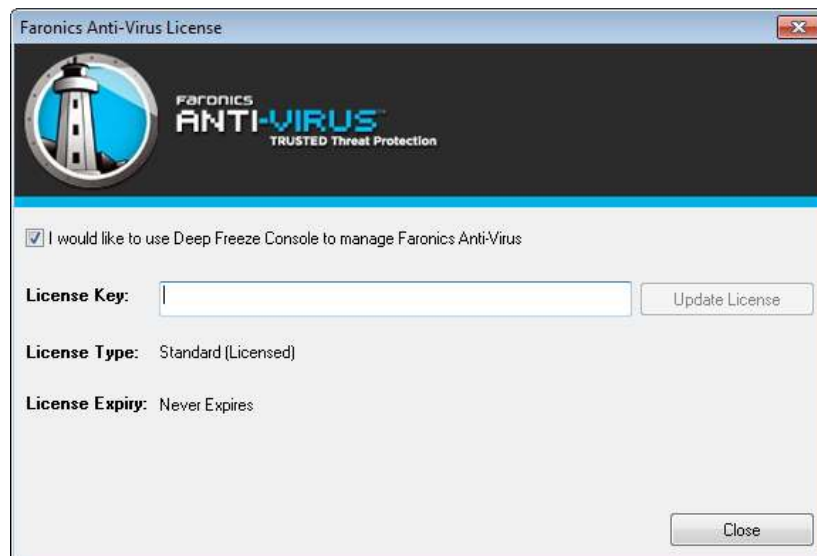 Faronics Anti-Virus License
FARONICS
ANTI-VIRUS™
TRUSTED Threat Protection
I would like to use Deep Freeze Console to manage Faronics Anti-Virus
License Key:
Update License
License Type: Standard (Licensed)
License Expiry: Never Expires
Close